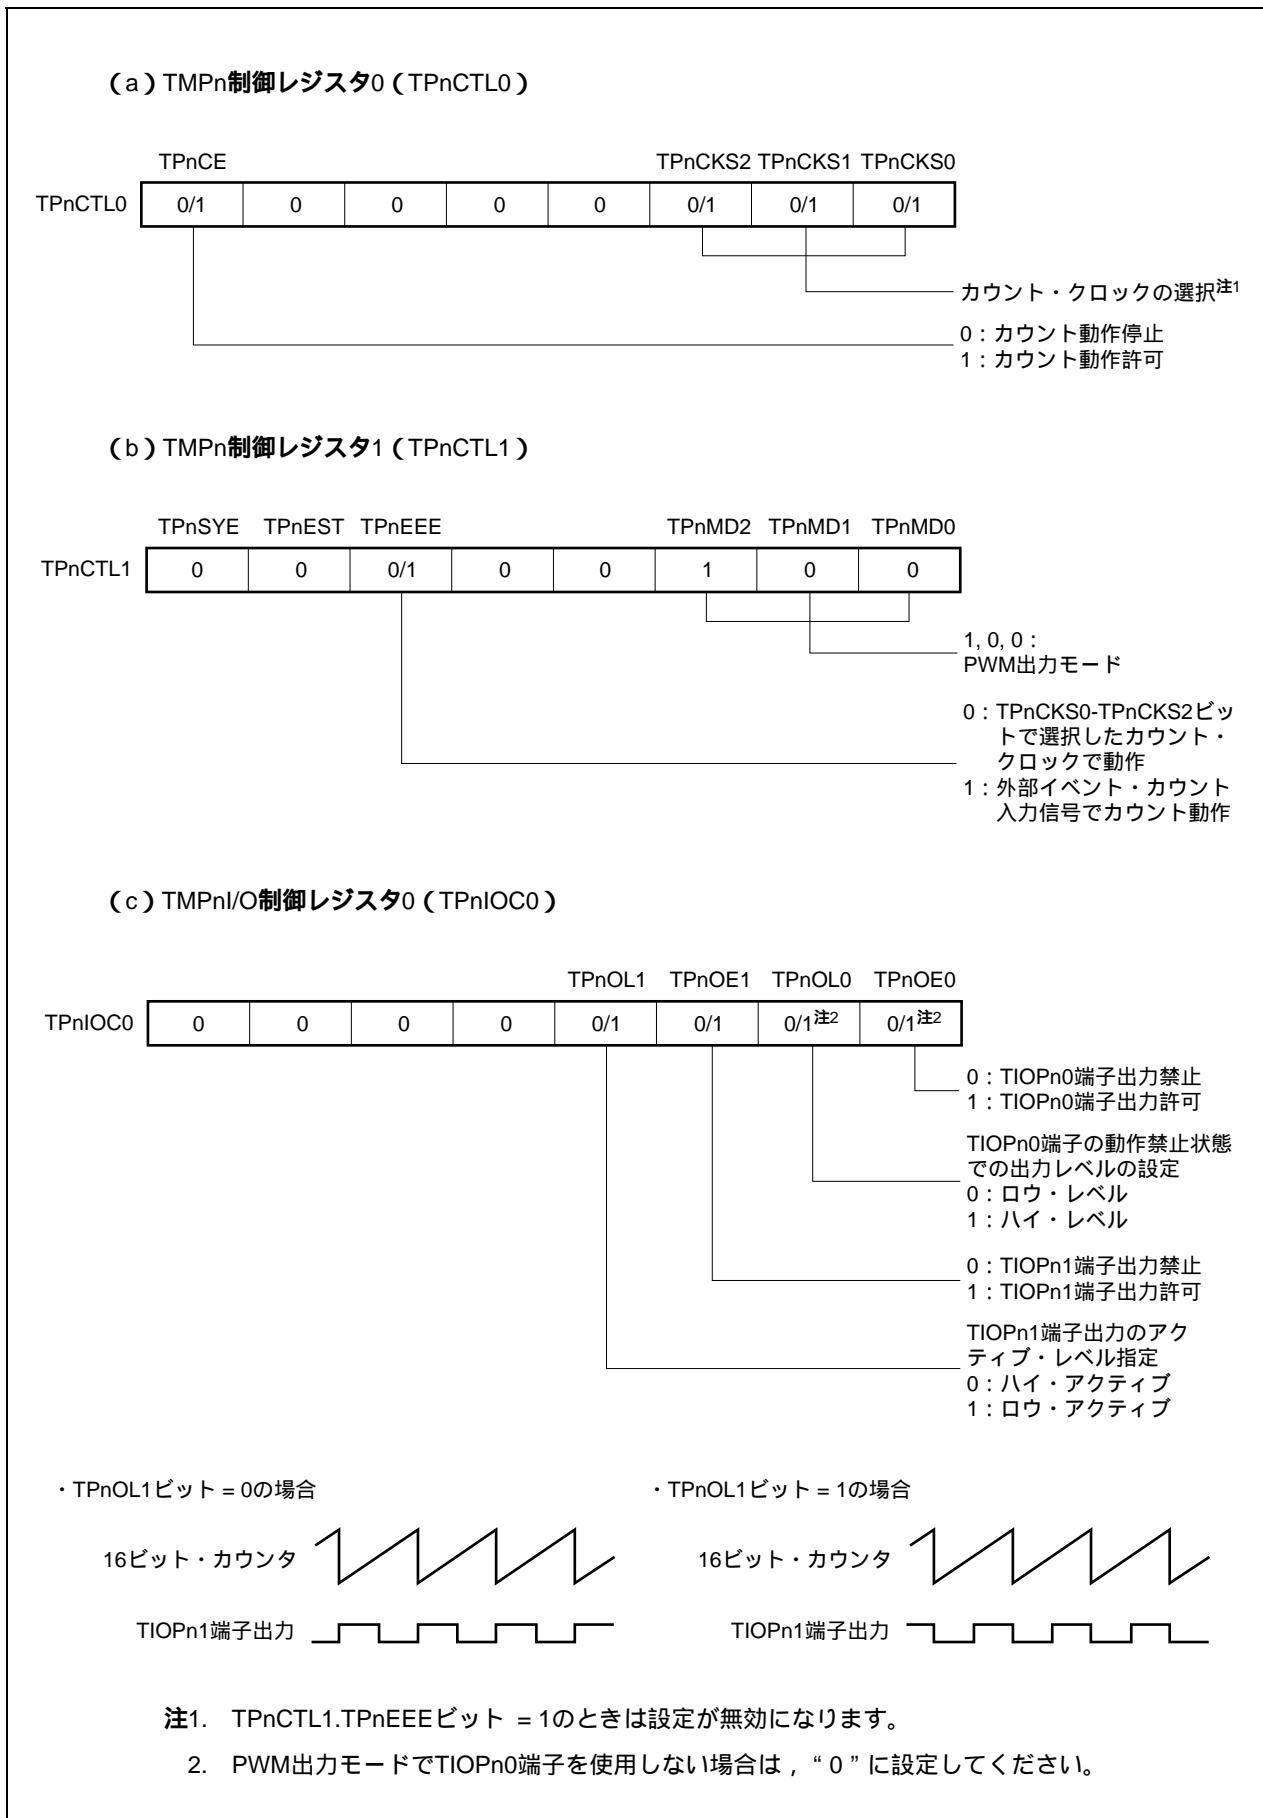 (a)TMPn制御レジスタ0(TPnCTL0)
TPnCE TPnCKS2 TPnCKS1 TPnCKS0
TPnCTL0 0/1 0 0 0 0 0/1 0/1 0/1
カウント・クロックの選択注1
0:カウント動作停止
1:カウント動作許可
(b)TMPn制御レジスタ1(TPnCTL1)
TPnSYE TPnEST TPnEEE TPnMD2 TPnMD1 TPnMD0
TPnCTL1 0 0 0/1 0 0 1 0 0
1, 0, 0:
PWM出力モード
0:TPnCKS0-TPnCKS2ビッ
トで選択したカウント・
クロックで動作
1:外部イベント・カウント
入力信号でカウント動作
(c)TMPnI/O制御レジスタ0(TPnIOC0)
TPnOL1 TPnOE1 TPnOL0 TPnOE0
TPnIOC0 0 0 0 0 0/1 0/1 0/1注2 0/1注2
0:TIOPn0端子出力禁止
1:TIOPn0端子出力許可
TIOPn0端子の動作禁止状態
での出力レベルの設定
0:ロウ・レベル
1:ハイ・レベル
0:TIOPn1端子出力禁止
1:TIOPn1端子出力許可
TIOPn1端子出力のアク
ティブ・レベル指定
0:ハイ・アクティブ
1:ロウ・アクティブ
・TPnOL1ビット = 0の場合 ・TPnOL1ビット = 1の場合
16ビット・カウンタ 16ビット・カウンタ
TIOPn1端子出力 TIOPn1端子出力
注1. TPnCTL1.TPnEEEビット = 1のときは設定が無効になります。
2. PWM出力モードでTIOPn0端子を使用しない場合は,“0”に設定してください。